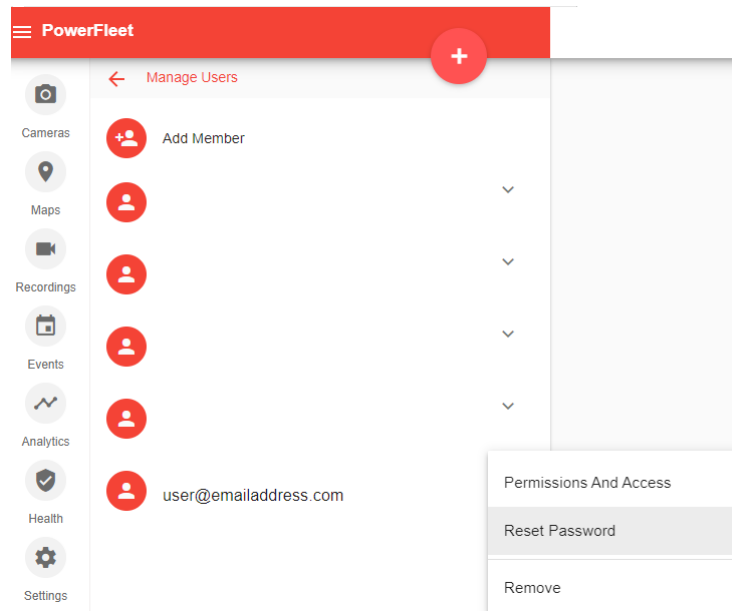 PowerFleet
+
Manage Users
Cameras
Add Member
Maps
Recordings
Events
Analytics
user@emailaddress.com
Permissions And Access
Health
Reset Password
Settings
Remove